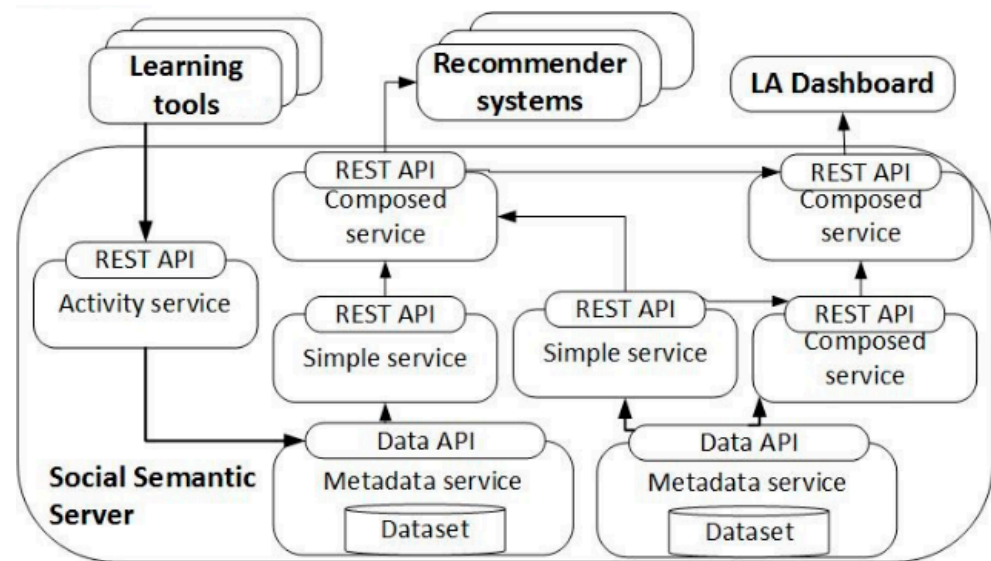 Learning
tools
Recommender
systems
LA Dashboard
REST API
Composed
service
REST API
Composed
service
REST API
Activity service
REST API
Simple service
REST API
Simple service
REST API
Composed
service
Social Semantic
Server
Data API
Metadata service
Dataset
Data API
Metadata service
Dataset